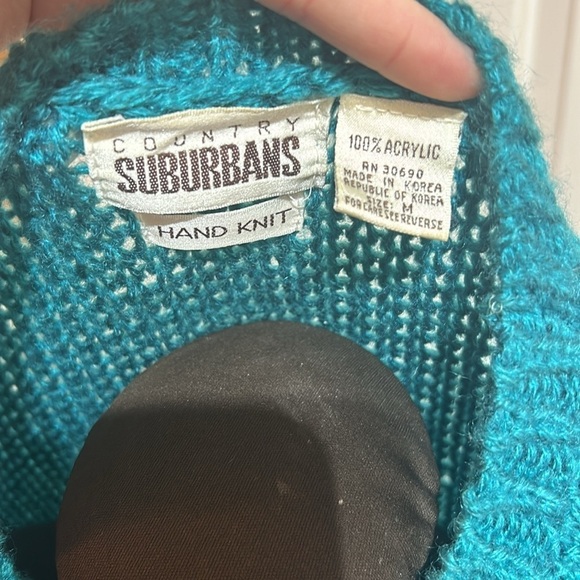 COUNTRY
SUBURBANS
HAND KNIT
100% ACRYLIC
RN 30690
MADE IN KOREA
REPUBLIC OF KOREA
SIZE: M
FOR CARE SEE REVERSE